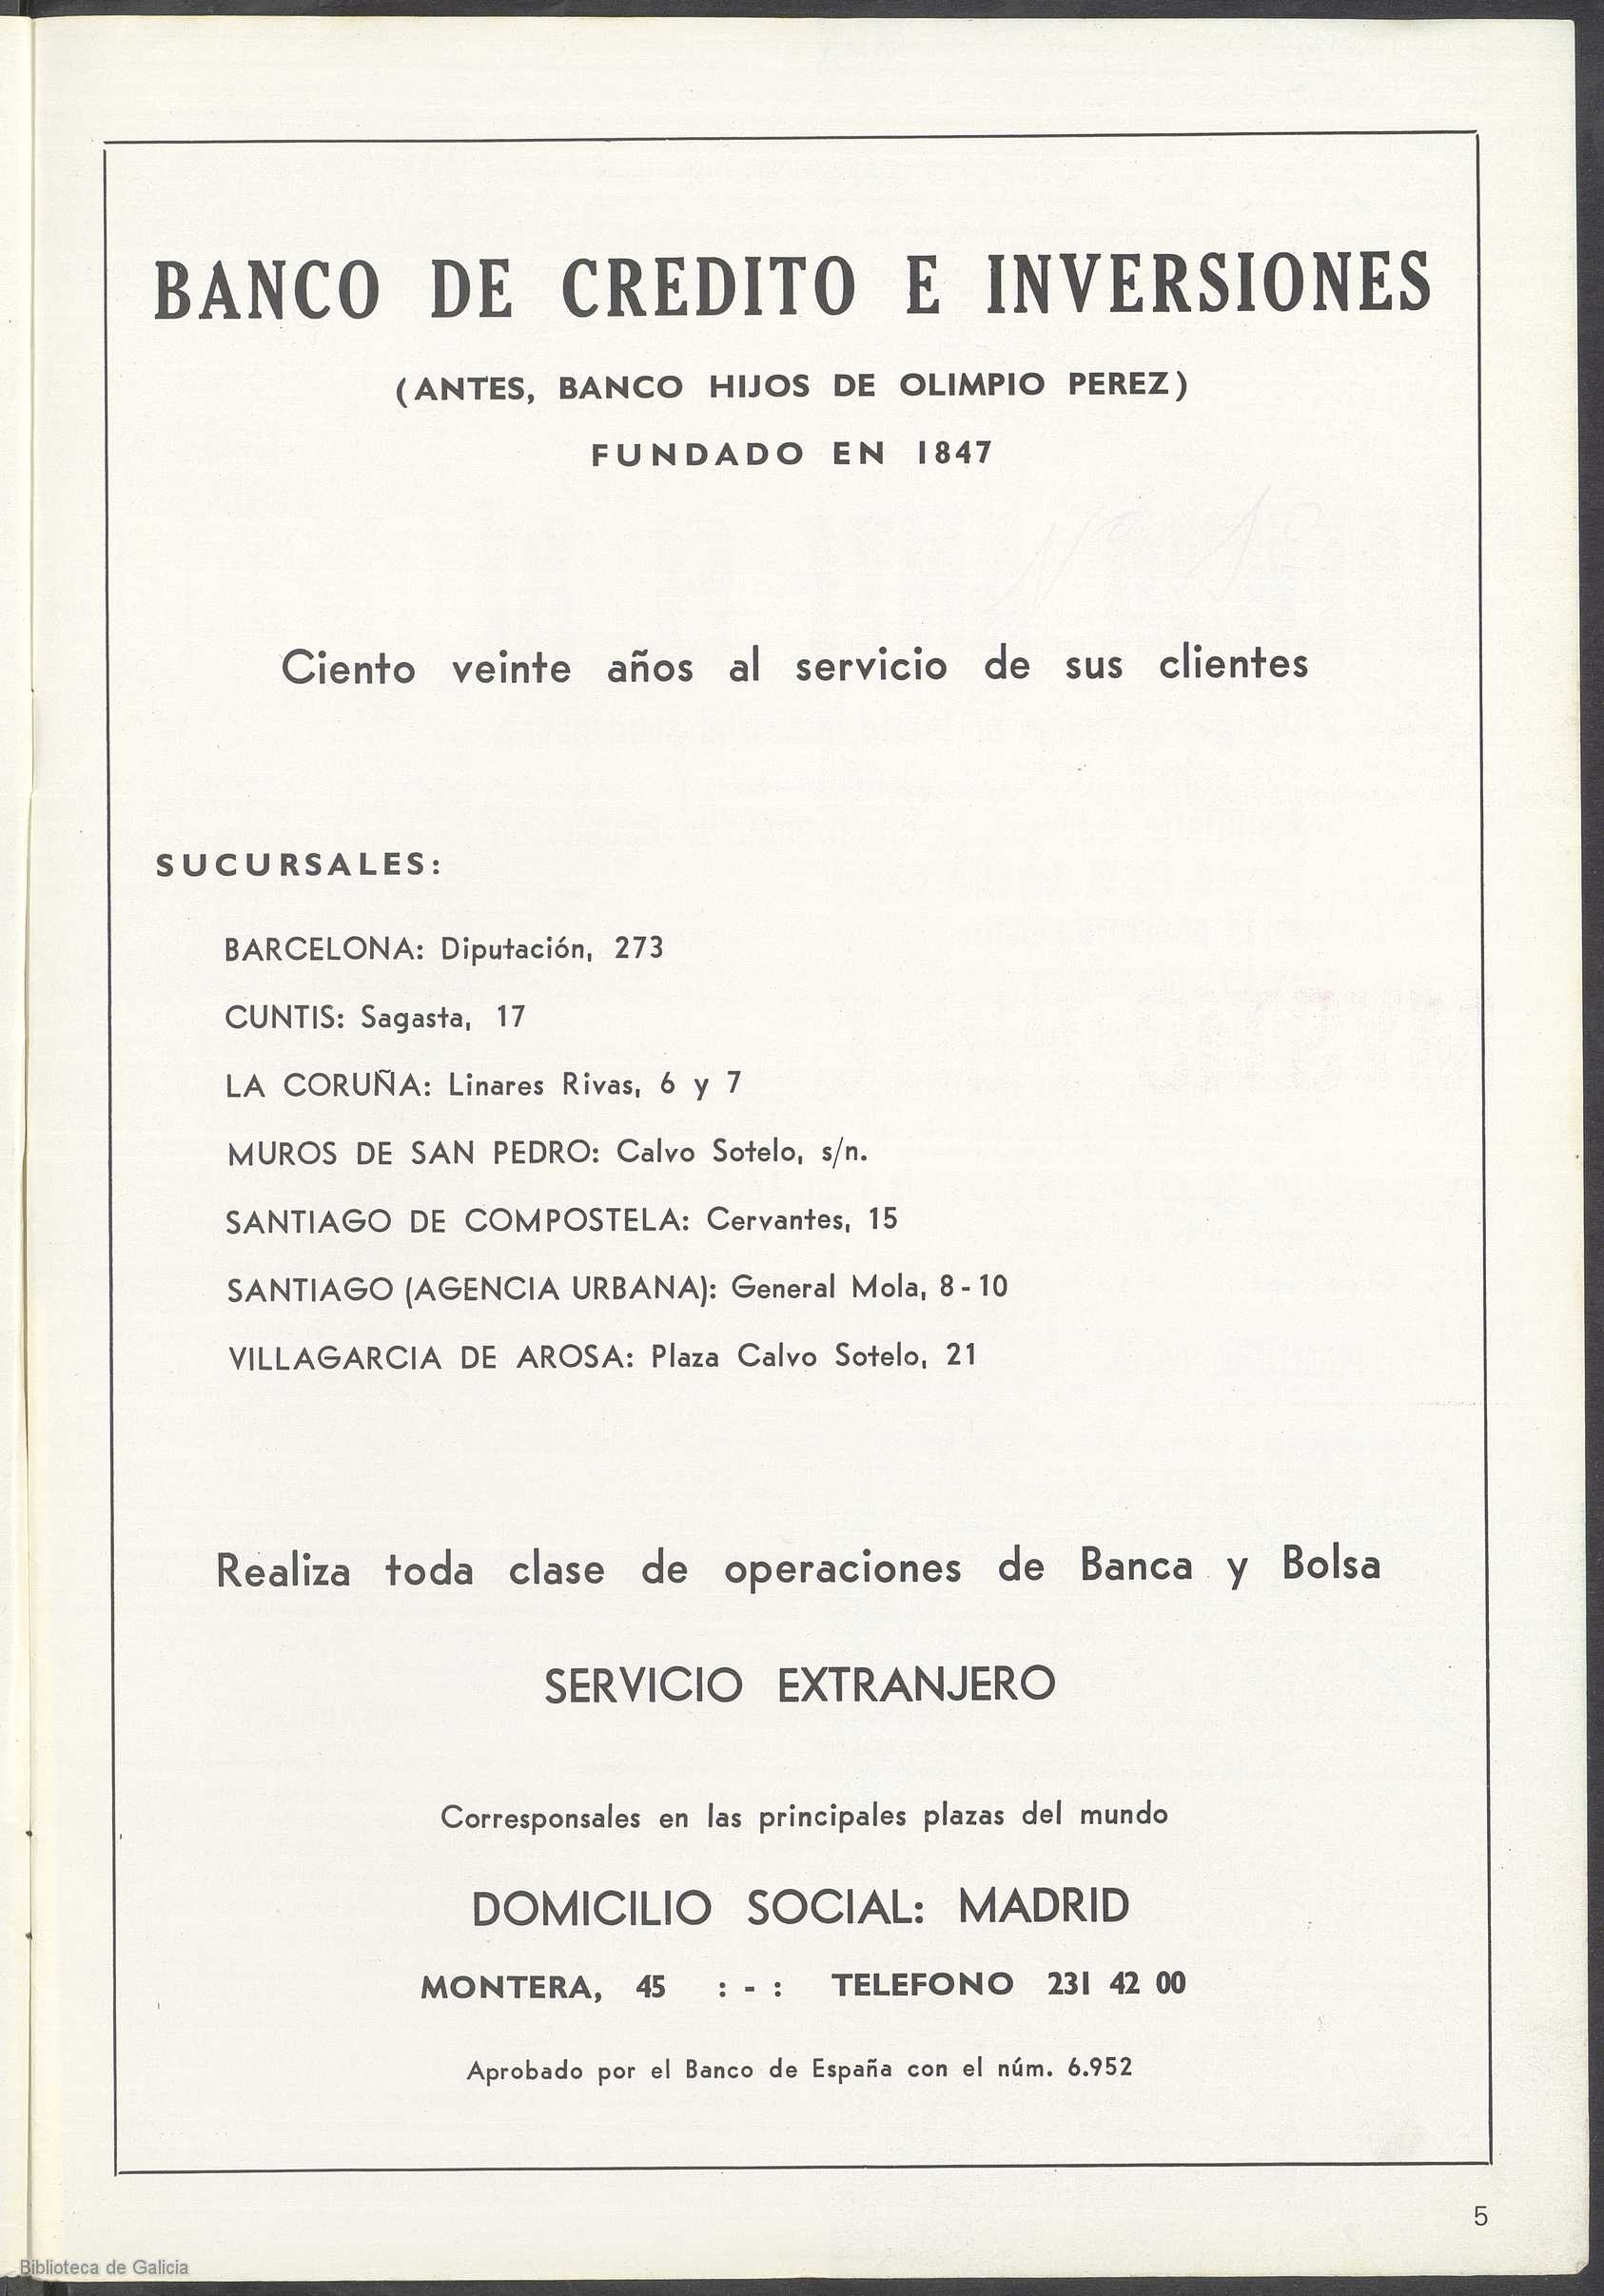 BANCO DE CREDITO E INVERSIONES
(ANTES, BANCO HIJOS DE OLIMPIO PEREZ)
FUNDADO EN 1847
Ciento veinte años al servicio de sus clientes
SUCURSALES:
BARCELONA: Diputación, 273
CUNTIS: Sagasta, 17
LA CORUÑA: Linares Rivas, 6 y 7
MUROS DE SAN PEDRO: Calvo Sotelo, s/n.
SANTIAGO DE COMPOSTELA: Cervantes, 15
SANTIAGO (AGENCIA URBANA): General Mola, 8-10
VILLAGARCIA DE AROSA: Plaza Calvo Sotelo, 21
Realiza toda clase de operaciones de Banca y Bolsa
SERVICIO EXTRANJERO
Corresponsales en las principales plazas del mundo
DOMICILIO SOCIAL: MADRID
MONTERA, 45 :-: TELEFONO 231 42 00
Aprobado por el Banco de España con el núm. 6.952
5
Biblioteca de Galicia